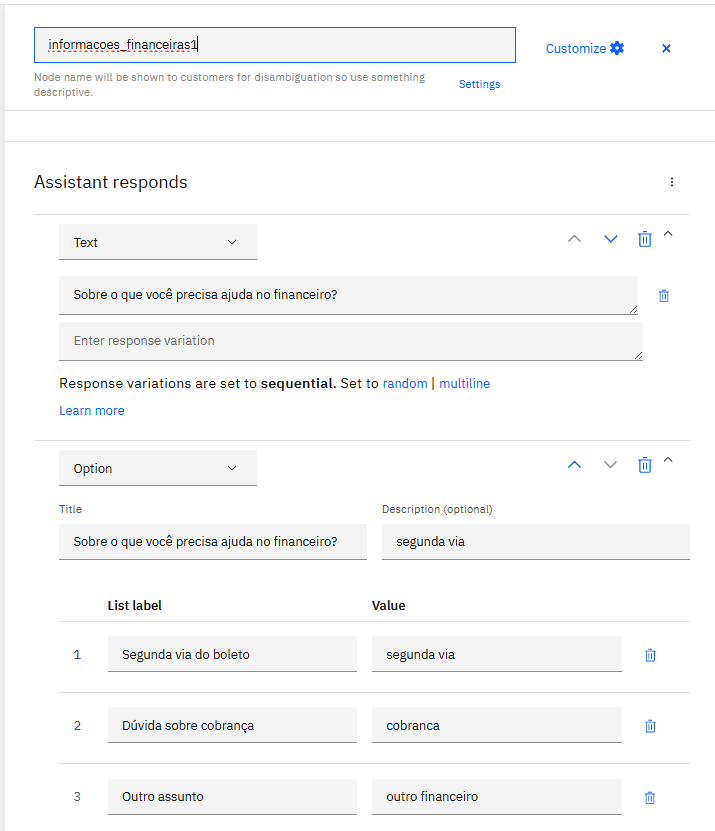 informacoes_financeiras1
Customize
Node name will be shown to customers for disambiguation so use something
descriptive.
Settings
Assistant responds
Text
Sobre o que você precisa ajuda no financeiro?
Enter response variation
Response variations are set to sequential. Set to random | multiline
Learn more
Option
Title
Description (optional)
Sobre o que você precisa ajuda no financeiro?
segunda via
List label
Value
1
Segunda via do boleto
segunda via
2
Dúvida sobre cobrança
cobranca
3
Outro assunto
outro financeiro